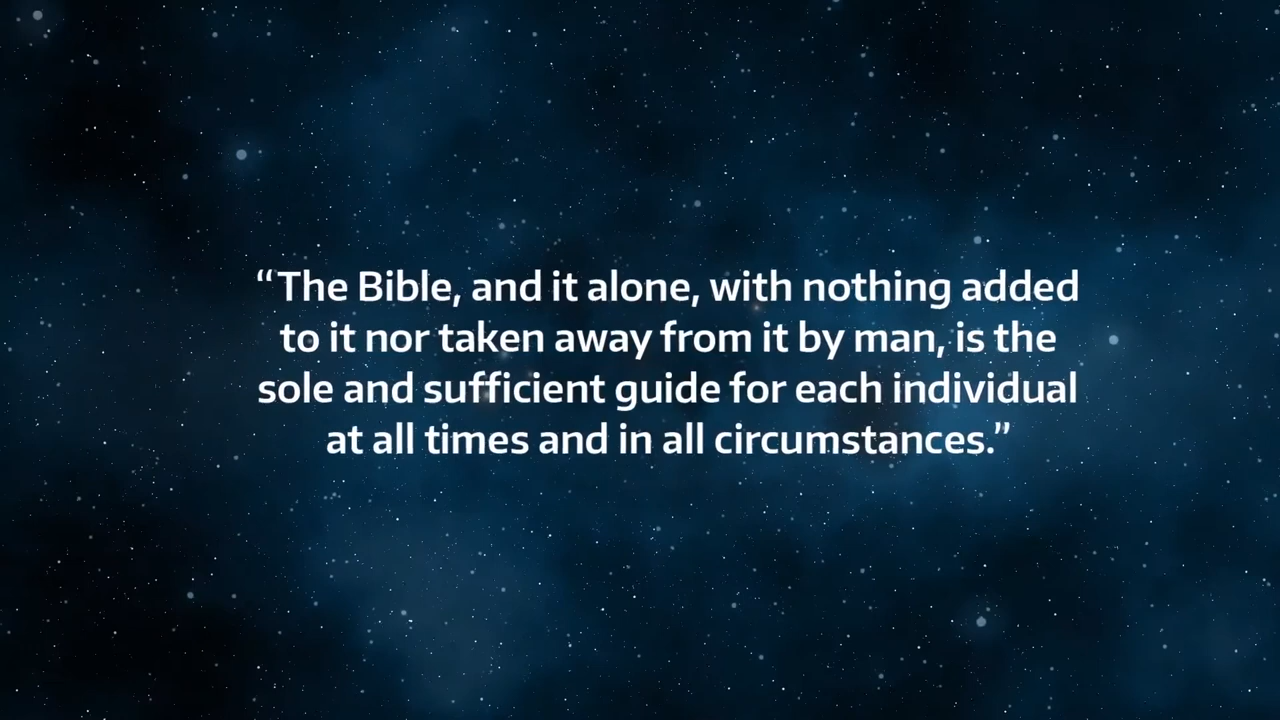 “The Bible, and it alone, with nothing added
to it nor taken away from it by man, is the
sole and sufficient guide for each individual
at all times and in all circumstances.”